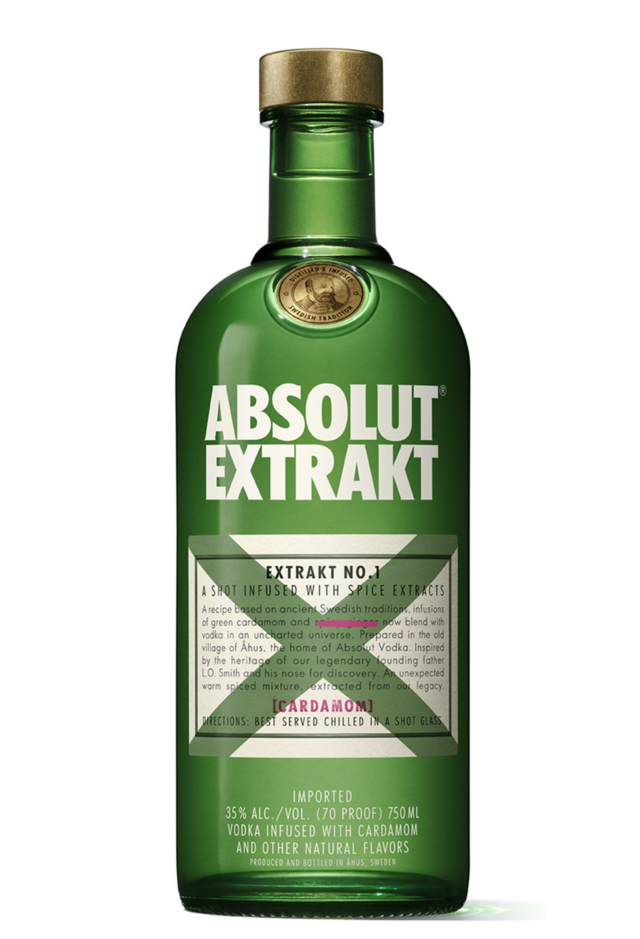 DISTILLED & INFUSED
SWEDISH TRADITION
ABSOLUT®
EXTRAKT
EXTRAKT NO.1
A SHOT INFUSED WITH SPICE EXTRACTS
A recipe based on ancient Swedish traditions, infusions
of green cardamom and now blend with
vodka in an uncharted universe. Prepared in the old
village of Åhus, the home of Absolut Vodka. Inspired
by the heritage of our legendary founding father
L.O. Smith and his nose for discovery. An unexpected
warm spiced mixture, extracted from our legacy.
[CARDAMOM]
DIRECTIONS: BEST SERVED CHILLED IN A SHOT GLASS.
IMPORTED
35% ALC./VOL. (70 PROOF) 750ML
VODKA INFUSED WITH CARDAMOM
AND OTHER NATURAL FLAVORS
PRODUCED AND BOTTLED IN ÅHUS, SWEDEN